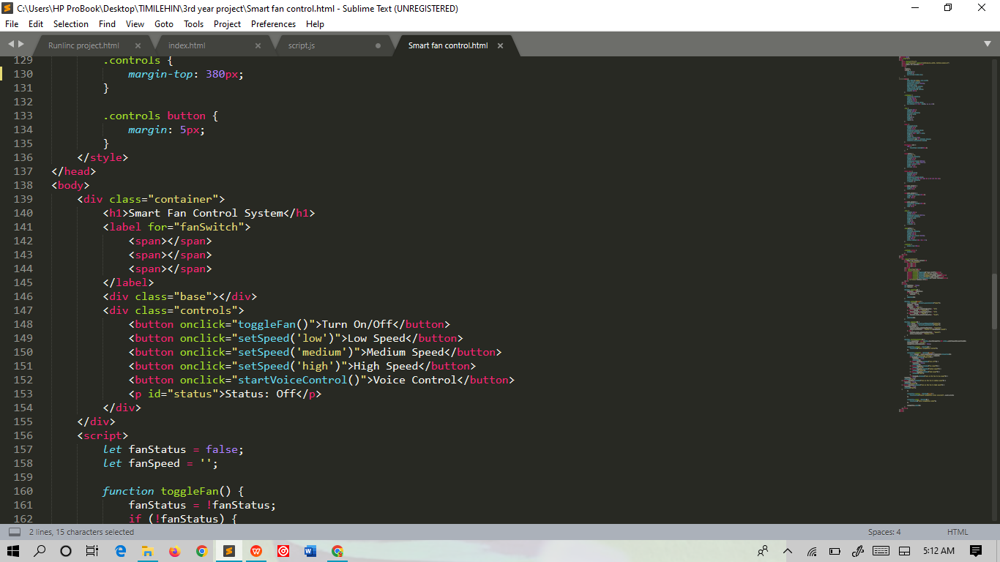 C:\Users\HP ProBook\Desktop\TIMILEHIN\3rd year project\Smart fan control.html - Sublime Text (UNREGISTERED)
File Edit Selection Find View Goto Tools Project Preferences Help
Runlinc project.html index.html script.js Smart fan control.html
129 .controls {
130 margin-top: 380px;
131 }
132
133 .controls button {
134 margin: 5px;
135 }
136 </style>
137 </head>
138 <body>
139 <div class="container">
140 <h1>Smart Fan Control System</h1>
141 <label for="fanSwitch">
142 <span></span>
143 <span></span>
144 <span></span>
145 </label>
146 <div class="base"></div>
147 <div class="controls">
148 <button onclick="toggleFan()">Turn On/Off</button>
149 <button onclick="setSpeed('low')">Low Speed</button>
150 <button onclick="setSpeed('medium')">Medium Speed</button>
151 <button onclick="setSpeed('high')">High Speed</button>
152 <button onclick="startVoiceControl()">Voice Control</button>
153 <p id="status">Status: Off</p>
154 </div>
155 </div>
156 <script>
157 let fanStatus = false;
158 let fanSpeed = '';
159
160 function toggleFan() {
161 fanStatus = !fanStatus;
162 if (!fanStatus) {
2 lines, 15 characters selected Spaces: 4 HTML
5:12 AM